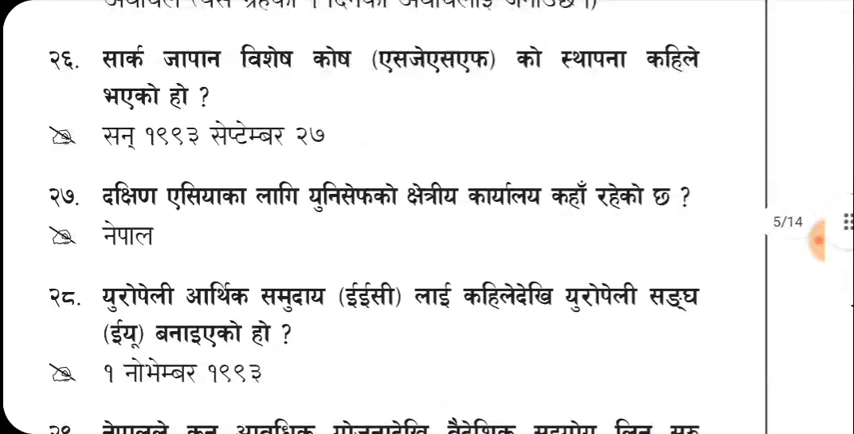 २६. सार्क जापान विशेष कोष (एसजेएसएफ) को स्थापना कहिले
भएको हो ?
सन् १९९३ सेप्टेम्बर २७
२७. दक्षिण एसियाका लागि युनिसेफको क्षेत्रीय कार्यालय कहाँ रहेको छ ?
नेपाल
5/14
२८. युरोपेली आर्थिक समुदाय (ईईसी) लाई कहिलेदेखि युरोपेली सङ्घ
(ईयू) बनाइएको हो ?
१ नोभेम्बर १९९३